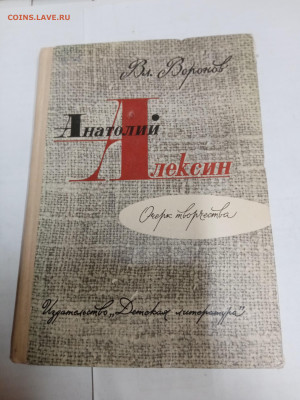 COINS.LAVE.RU
Вл. Воронов
Анатолий
Алексин
Очерк творчества
Издательство „Детская литература"